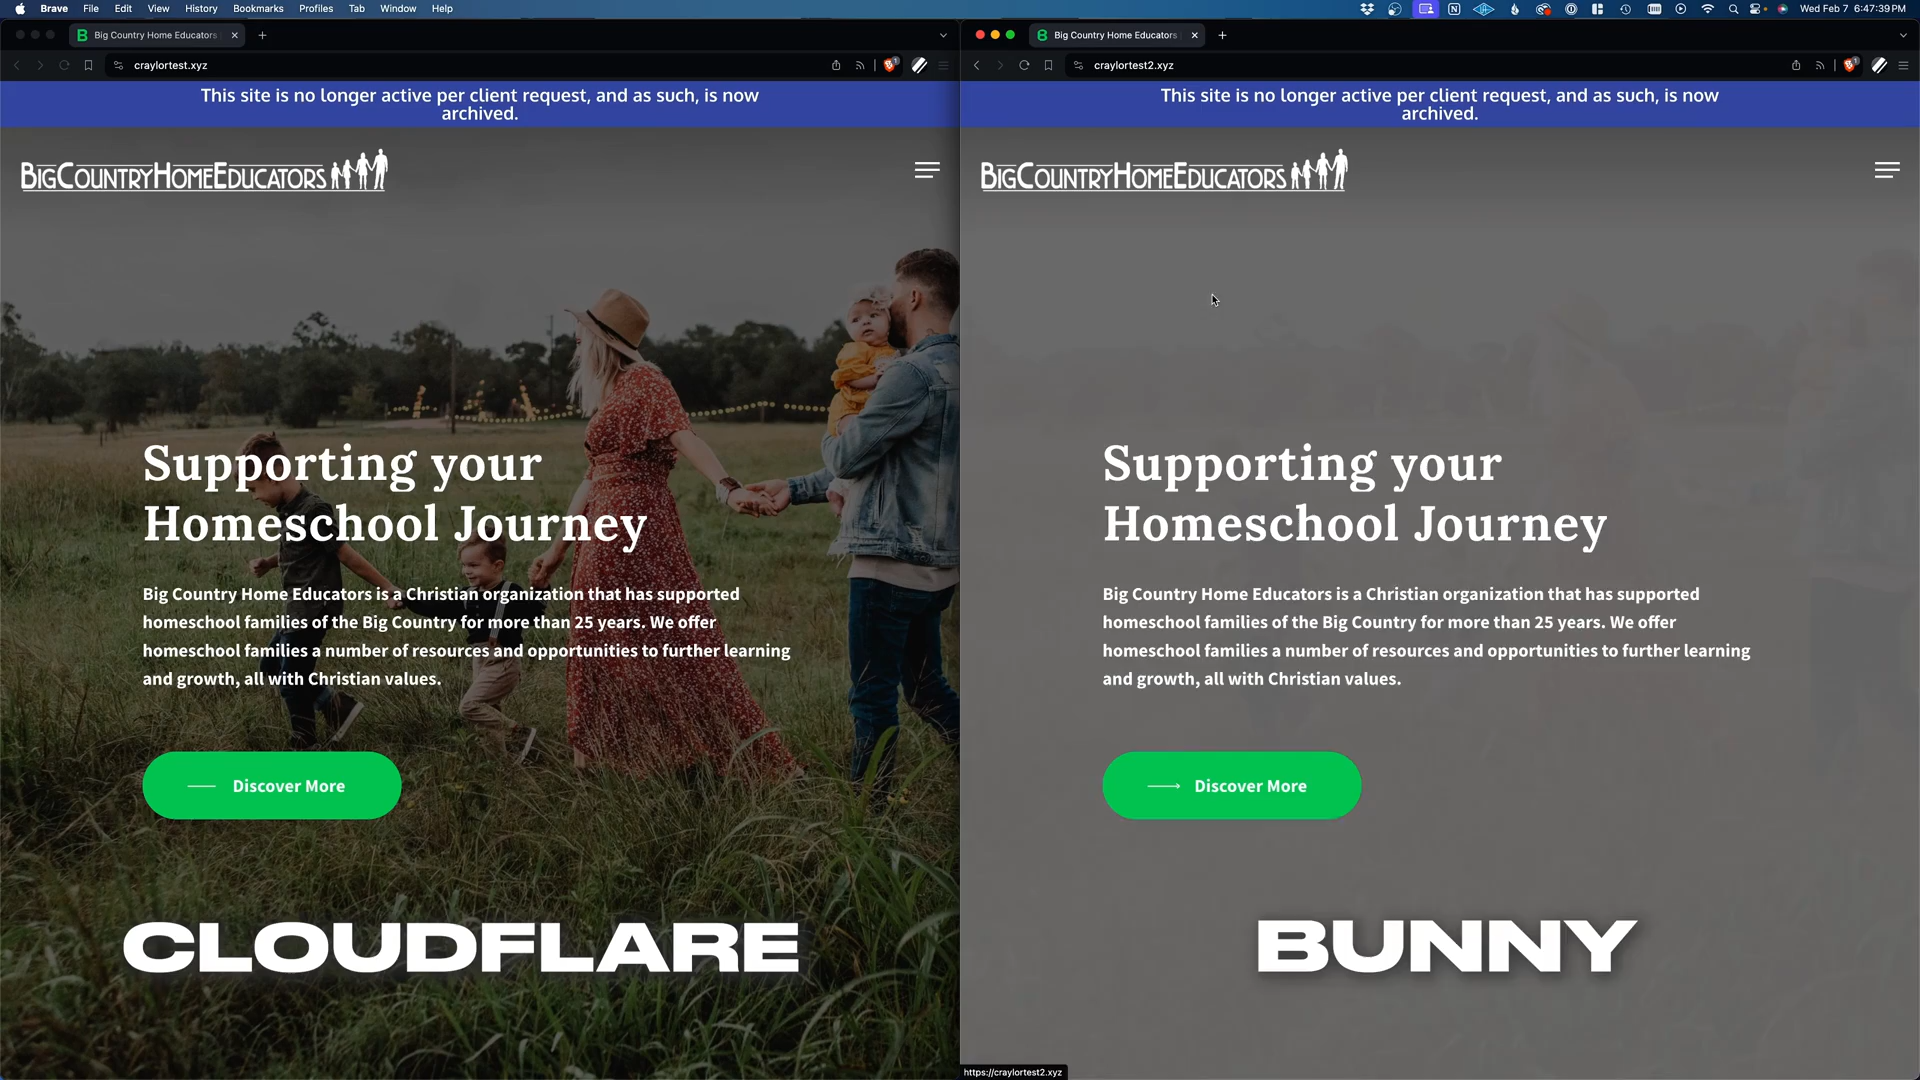 Brave File Edit View History Bookmarks Profiles Tab Window Help
Wed Feb 7 6:47:39 PM
Big Country Home Educators
craylortest.xyz
This site is no longer active per client request, and as such, is now
archived.
BIGCOUNTRYHOMEEDUCATORS
Supporting your
Homeschool Journey
Big Country Home Educators is a Christian organization that has supported
homeschool families of the Big Country for more than 25 years. We offer
homeschool families a number of resources and opportunities to further learning
and growth, all with Christian values.
Discover More
CLOUDFLARE
Big Country Home Educators
craylortest2.xyz
This site is no longer active per client request, and as such, is now
archived.
BIGCOUNTRYHOMEEDUCATORS
Supporting your
Homeschool Journey
Big Country Home Educators is a Christian organization that has supported
homeschool families of the Big Country for more than 25 years. We offer
homeschool families a number of resources and opportunities to further learning
and growth, all with Christian values.
Discover More
BUNNY
https://craylortest2.xyz